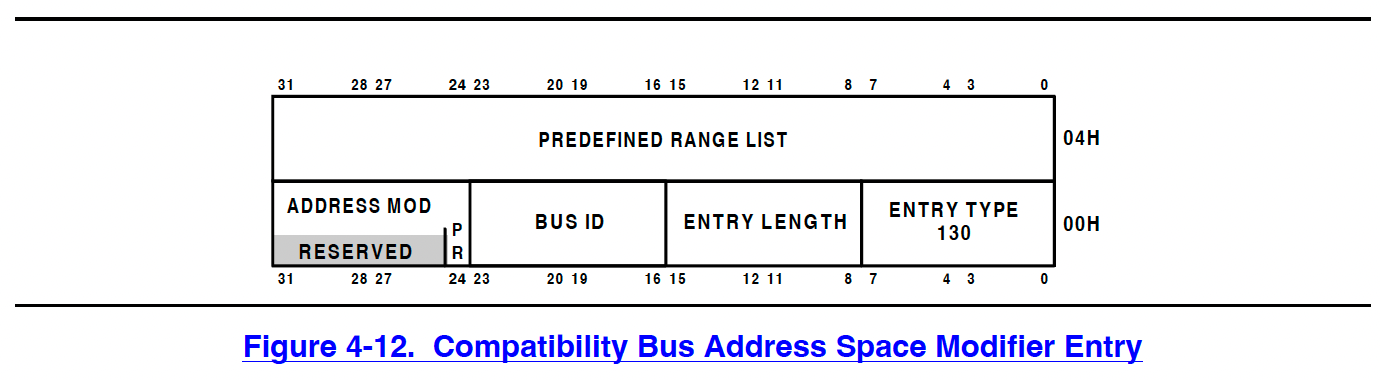 31 28 27 24 23 20 19 16 15 12 11 8 7 4 3 0
PREDEFINED RANGE LIST 04H
ADDRESS MOD
RESERVED
P
R
BUS ID
ENTRY LENGTH
ENTRY TYPE
130
00H
31 28 27 24 23 20 19 16 15 12 11 8 7 4 3 0
Figure 4-12. Compatibility Bus Address Space Modifier Entry